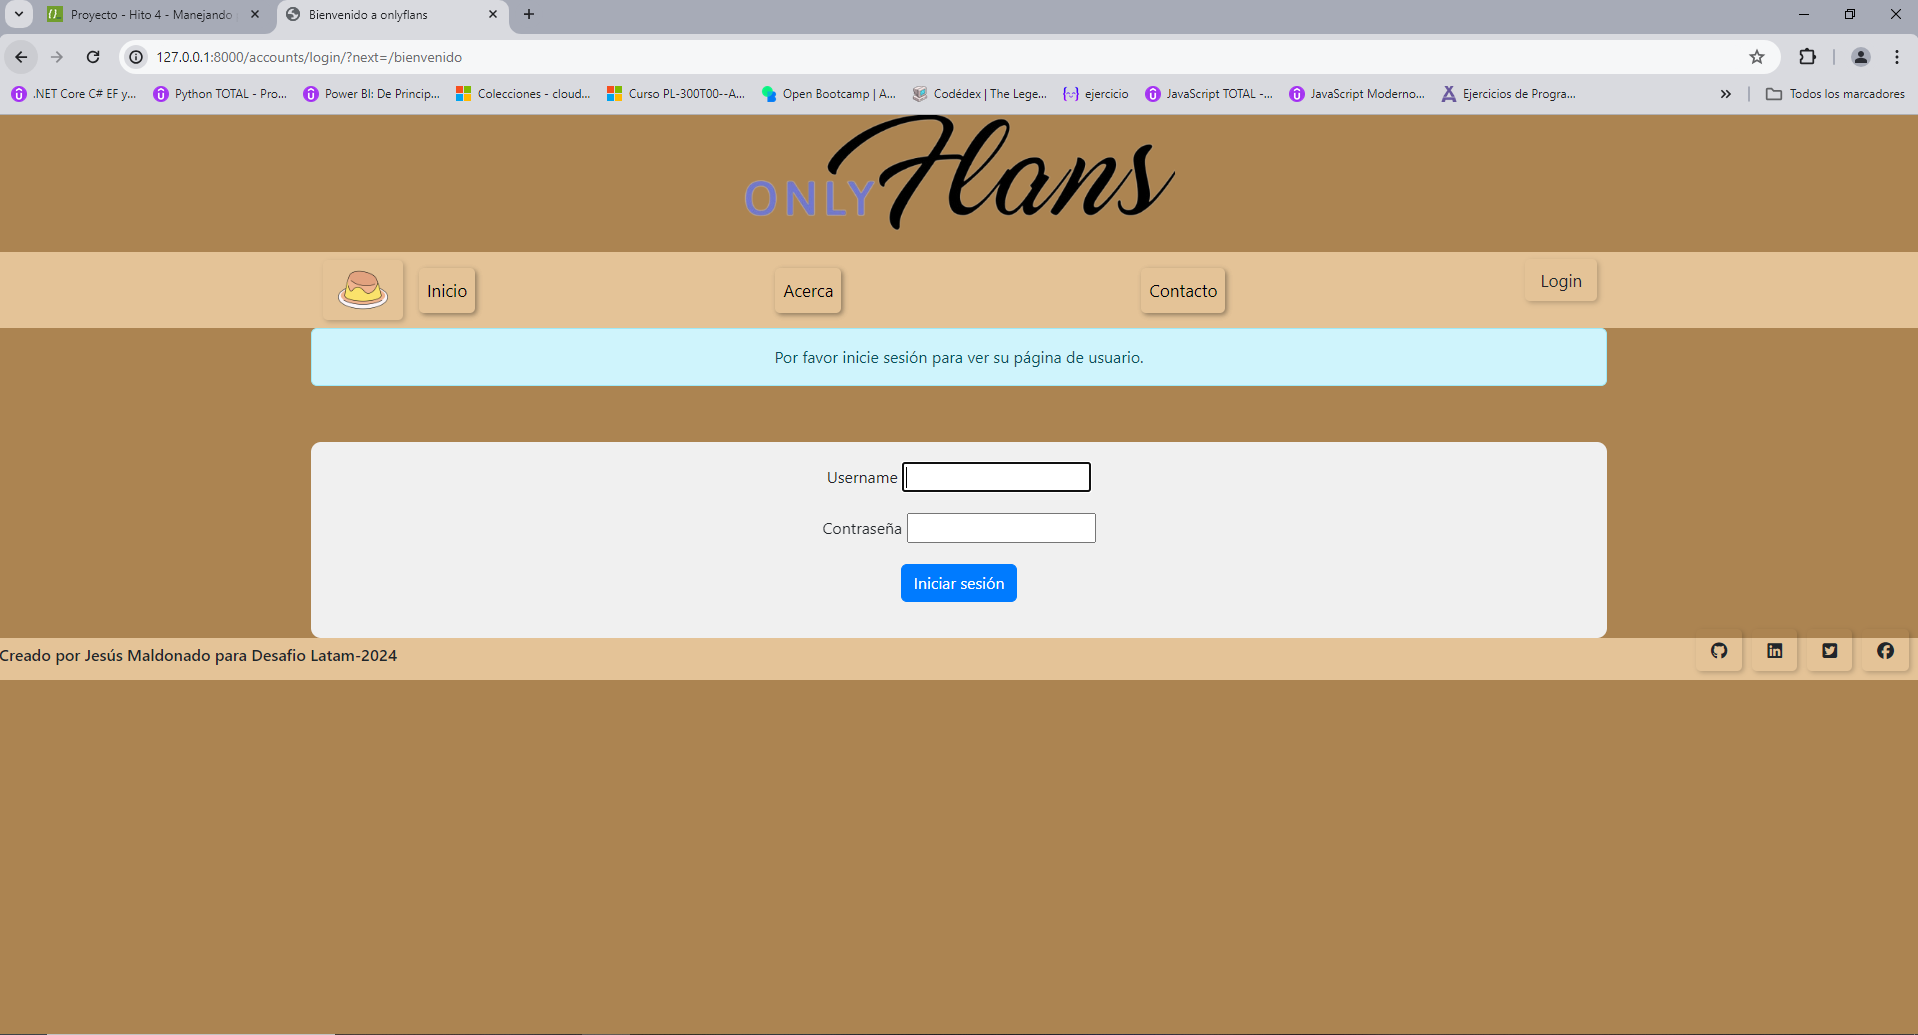 Proyecto - Hito 4 - Manejando
Bienvenido a onlyflans
127.0.0.1:8000/accounts/login/?next=/bienvenido
.NET Core C# EF y...
Python TOTAL - Pro...
Power BI: De Princip...
Colecciones - cloud...
Curso PL-300T00--A...
Open Bootcamp | A...
Codédex | The Lege...
{} ejercicio
JavaScript TOTAL -...
JavaScript Moderno...
Ejercicios de Progra...
Todos los marcadores
ONLY Flans
Inicio
Acerca
Contacto
Login
Por favor inicie sesión para ver su página de usuario.
Username
Contraseña
Iniciar sesión
Creado por Jesús Maldonado para Desafio Latam-2024